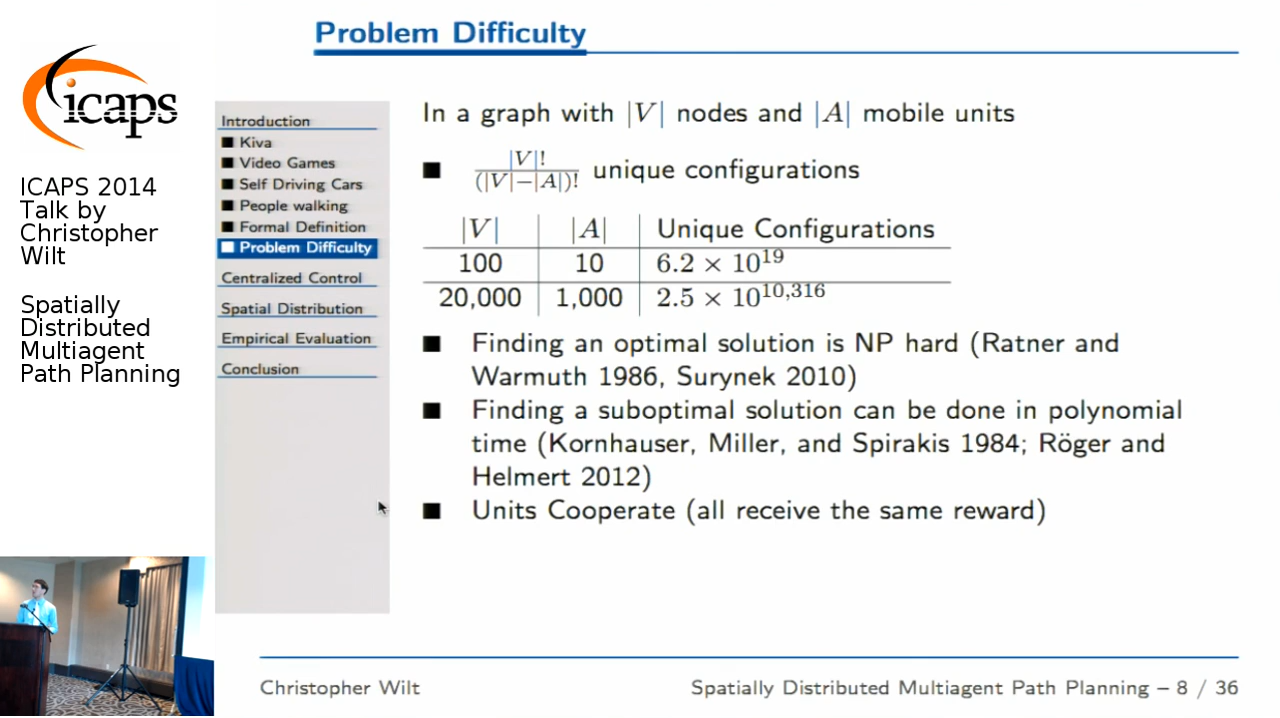 Problem Difficulty
icaps
ICAPS 2014
Talk by
Christopher
Wilt
Spatially
Distributed
Multiagent
Path Planning
Introduction
■ Kiva
■ Video Games
■ Self Driving Cars
■ People walking
■ Formal Definition
■ Problem Difficulty
Centralized Control
Spatial Distribution
Empirical Evaluation
Conclusion
In a graph with |V| nodes and |A| mobile units
■ |V|! / (|V|−|A|)! unique configurations
|V| |A| Unique Configurations
100 10 6.2 × 10^19
20,000 1,000 2.5 × 10^10,316
■ Finding an optimal solution is NP hard (Ratner and
Warmuth 1986, Surynek 2010)
■ Finding a suboptimal solution can be done in polynomial
time (Kornhauser, Miller, and Spirakis 1984; Röger and
Helmert 2012)
■ Units Cooperate (all receive the same reward)
Christopher Wilt
Spatially Distributed Multiagent Path Planning – 8 / 36